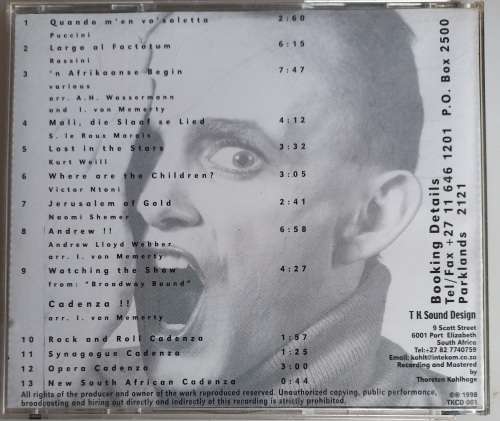 1 Quando m'en vo'soletta 2:60
Puccini
2 Largo al Factotum 6:15
Rossini
3 'n Afrikaanse Begin 7:47
various
arr. A.H. Wassermann
and I. von Memerty
4 Mali, die Slaaf se Lied 4:12
S. le Roux Marais
5 Lost in the Stars 3:32
Kurt Weill
6 Where are the Children? 3:05
Victor Ntoni
7 Jerusalem of Gold 2:41
Naomi Shemer
8 Andrew !! 6:58
Andrew Lloyd Webber
arr. I. von Memerty
9 Watching the Show 4:27
from: "Broadway Bound"
Cadenza !!
arr. I. von Memerty
10 Rock and Roll Cadenza 1:57
11 Synagogue Cadenza 1:25
12 Opera Cadenza 3:00
13 New South African Cadenza 0:44
All rights of the producer and owner of the work reproduced reserved. Unauthorized copying, public performance,
broadcasting and hiring out directly and indirectly of this recording is strictly prohibited.
Booking Details
Tel/Fax +27 11 646 1201 P.O. Box 2500
Parklands 2121
T K Sound Design
9 Scott Street
6001 Port Elizabeth
South Africa
Tel:+27 82 7740759
Email: kohlt@intekom.co.za
Recording and Mastered
by
Thorsten Kohlhage
©® 1998
TKCD 001